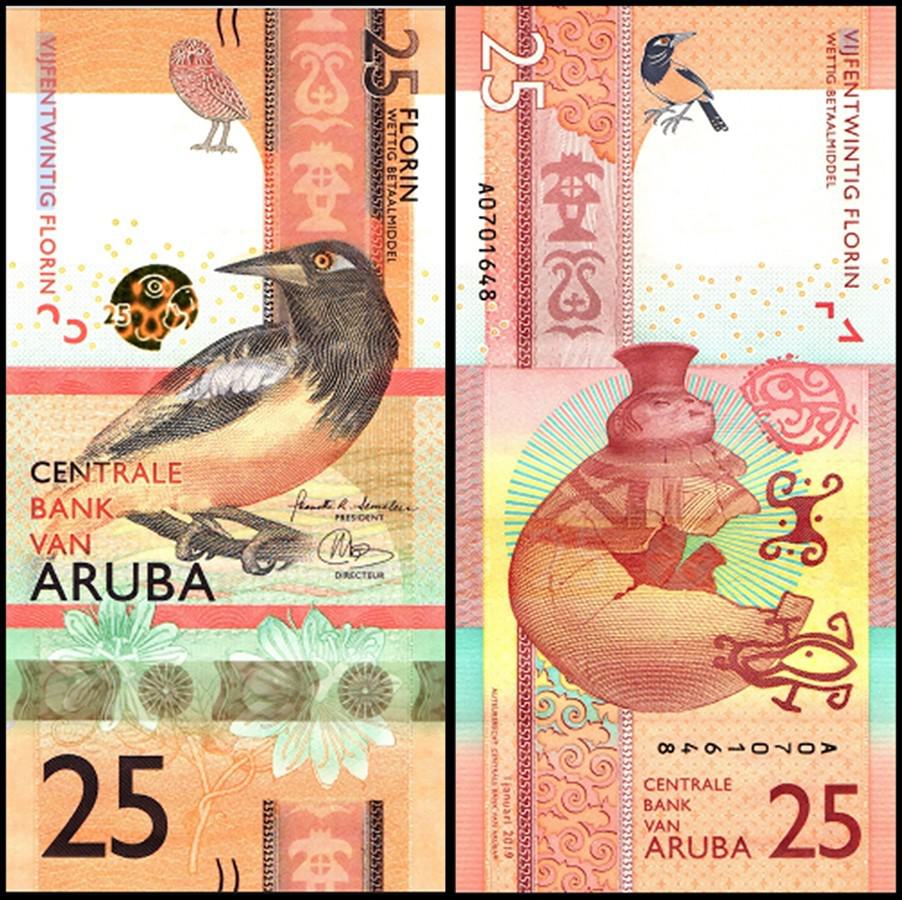 VIJFENTWINTIG FLORIN
WETTIG BETAALMIDDEL
A0701648
25
CENTRALE
BANK
VAN
ARUBA
25
A0701648
1 januari 2019
AUTEURSRECHT CENTRALE BANK VAN ARUBA
25 FLORIN
WETTIG BETAALMIDDEL
PRESIDENT
DIRECTEUR
25
CENTRALE
BANK
VAN
ARUBA
25
VIJFENTWINTIG FLORIN